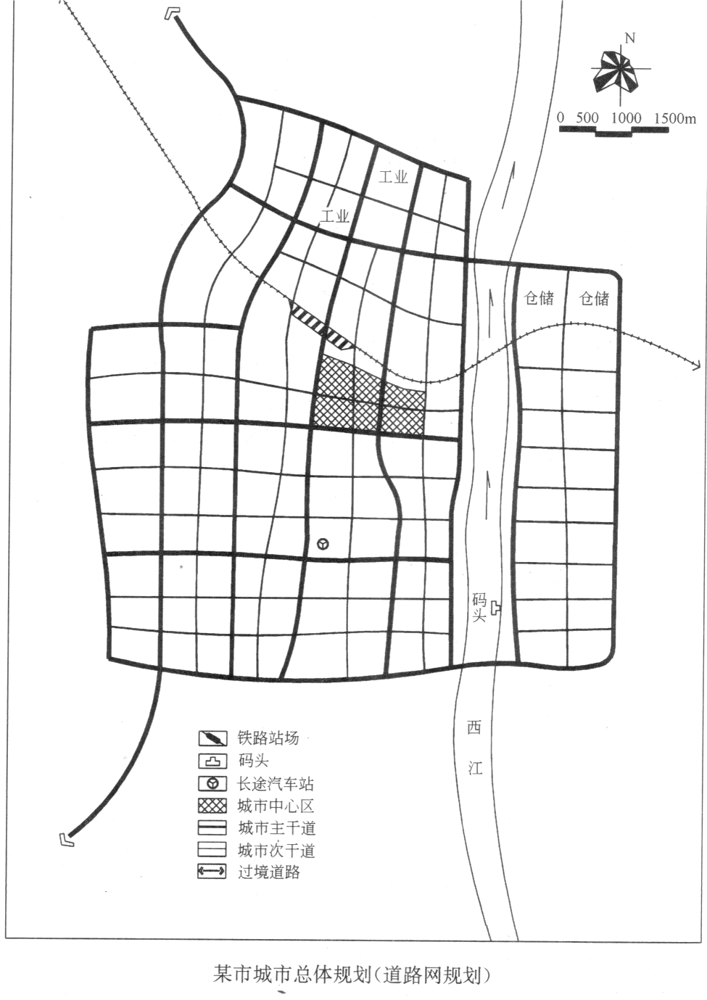 N
0 500 1000 1500m
工业
工业
仓储 仓储
码头
西江
铁路站场
码头
长途汽车站
城市中心区
城市主干道
城市次干道
过境道路
某市城市总体规划(道路网规划)